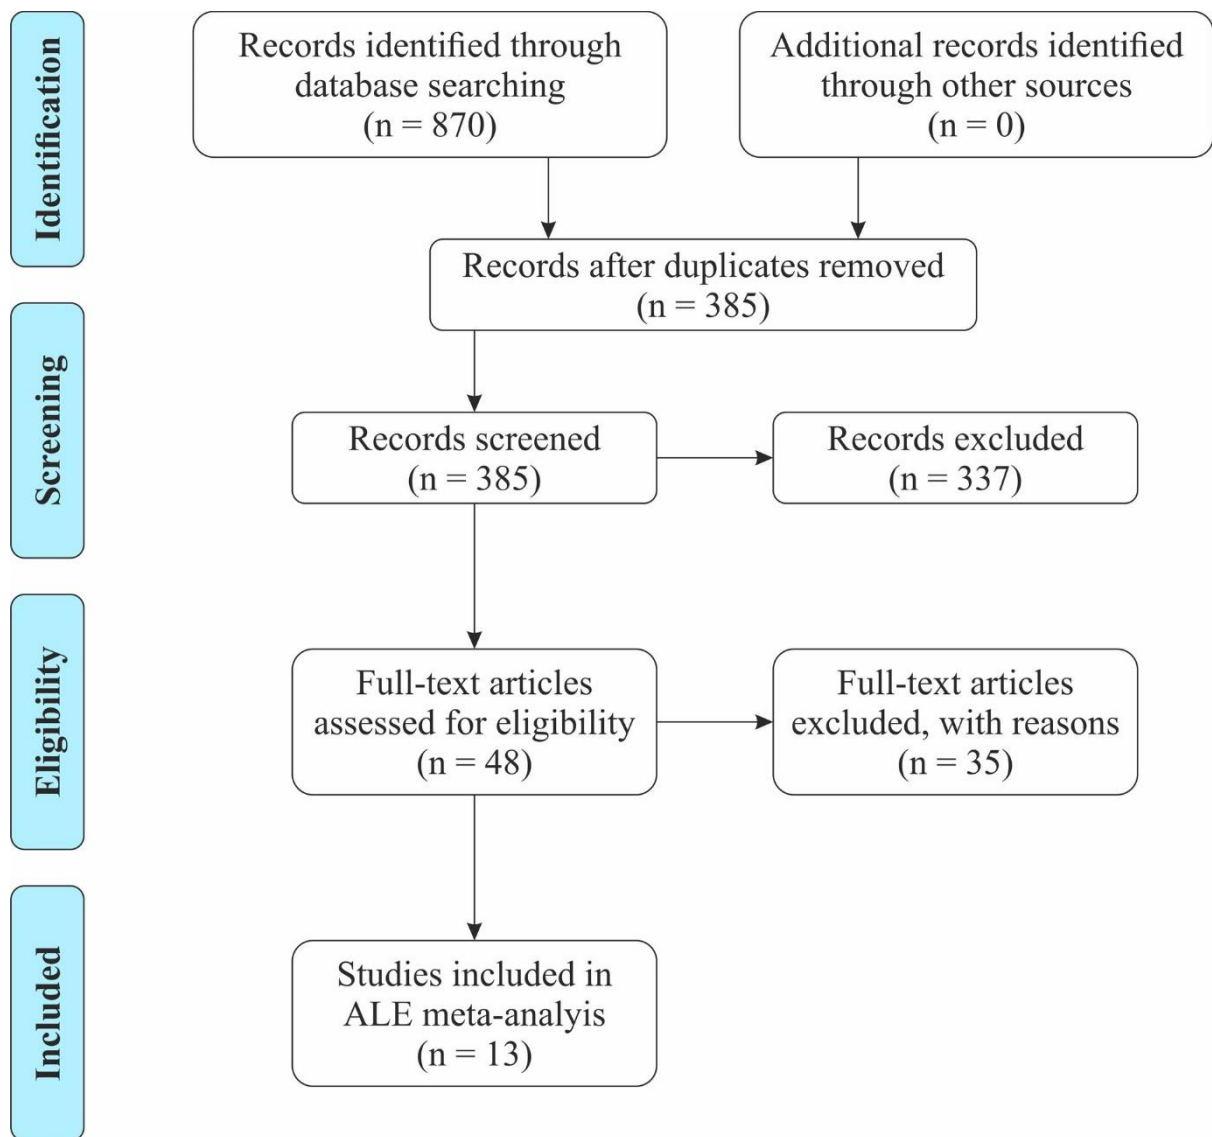 Identification
Records identified through
database searching
(n = 870)
Additional records identified
through other sources
(n = 0)
Records after duplicates removed
(n = 385)
Screening
Records screened
(n = 385)
Records excluded
(n = 337)
Eligibility
Full-text articles
assessed for eligibility
(n = 48)
Full-text articles
excluded, with reasons
(n = 35)
Included
Studies included in
ALE meta-analyis
(n = 13)